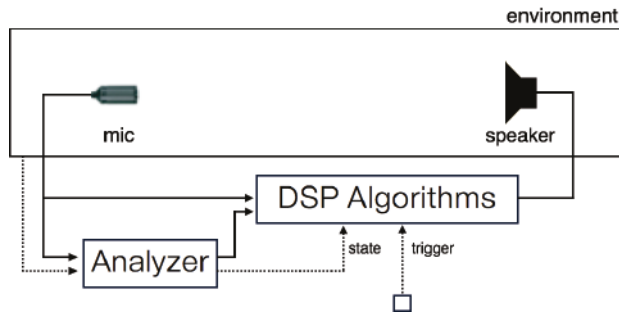 environment
mic
speaker
DSP Algorithms
Analyzer
state
trigger